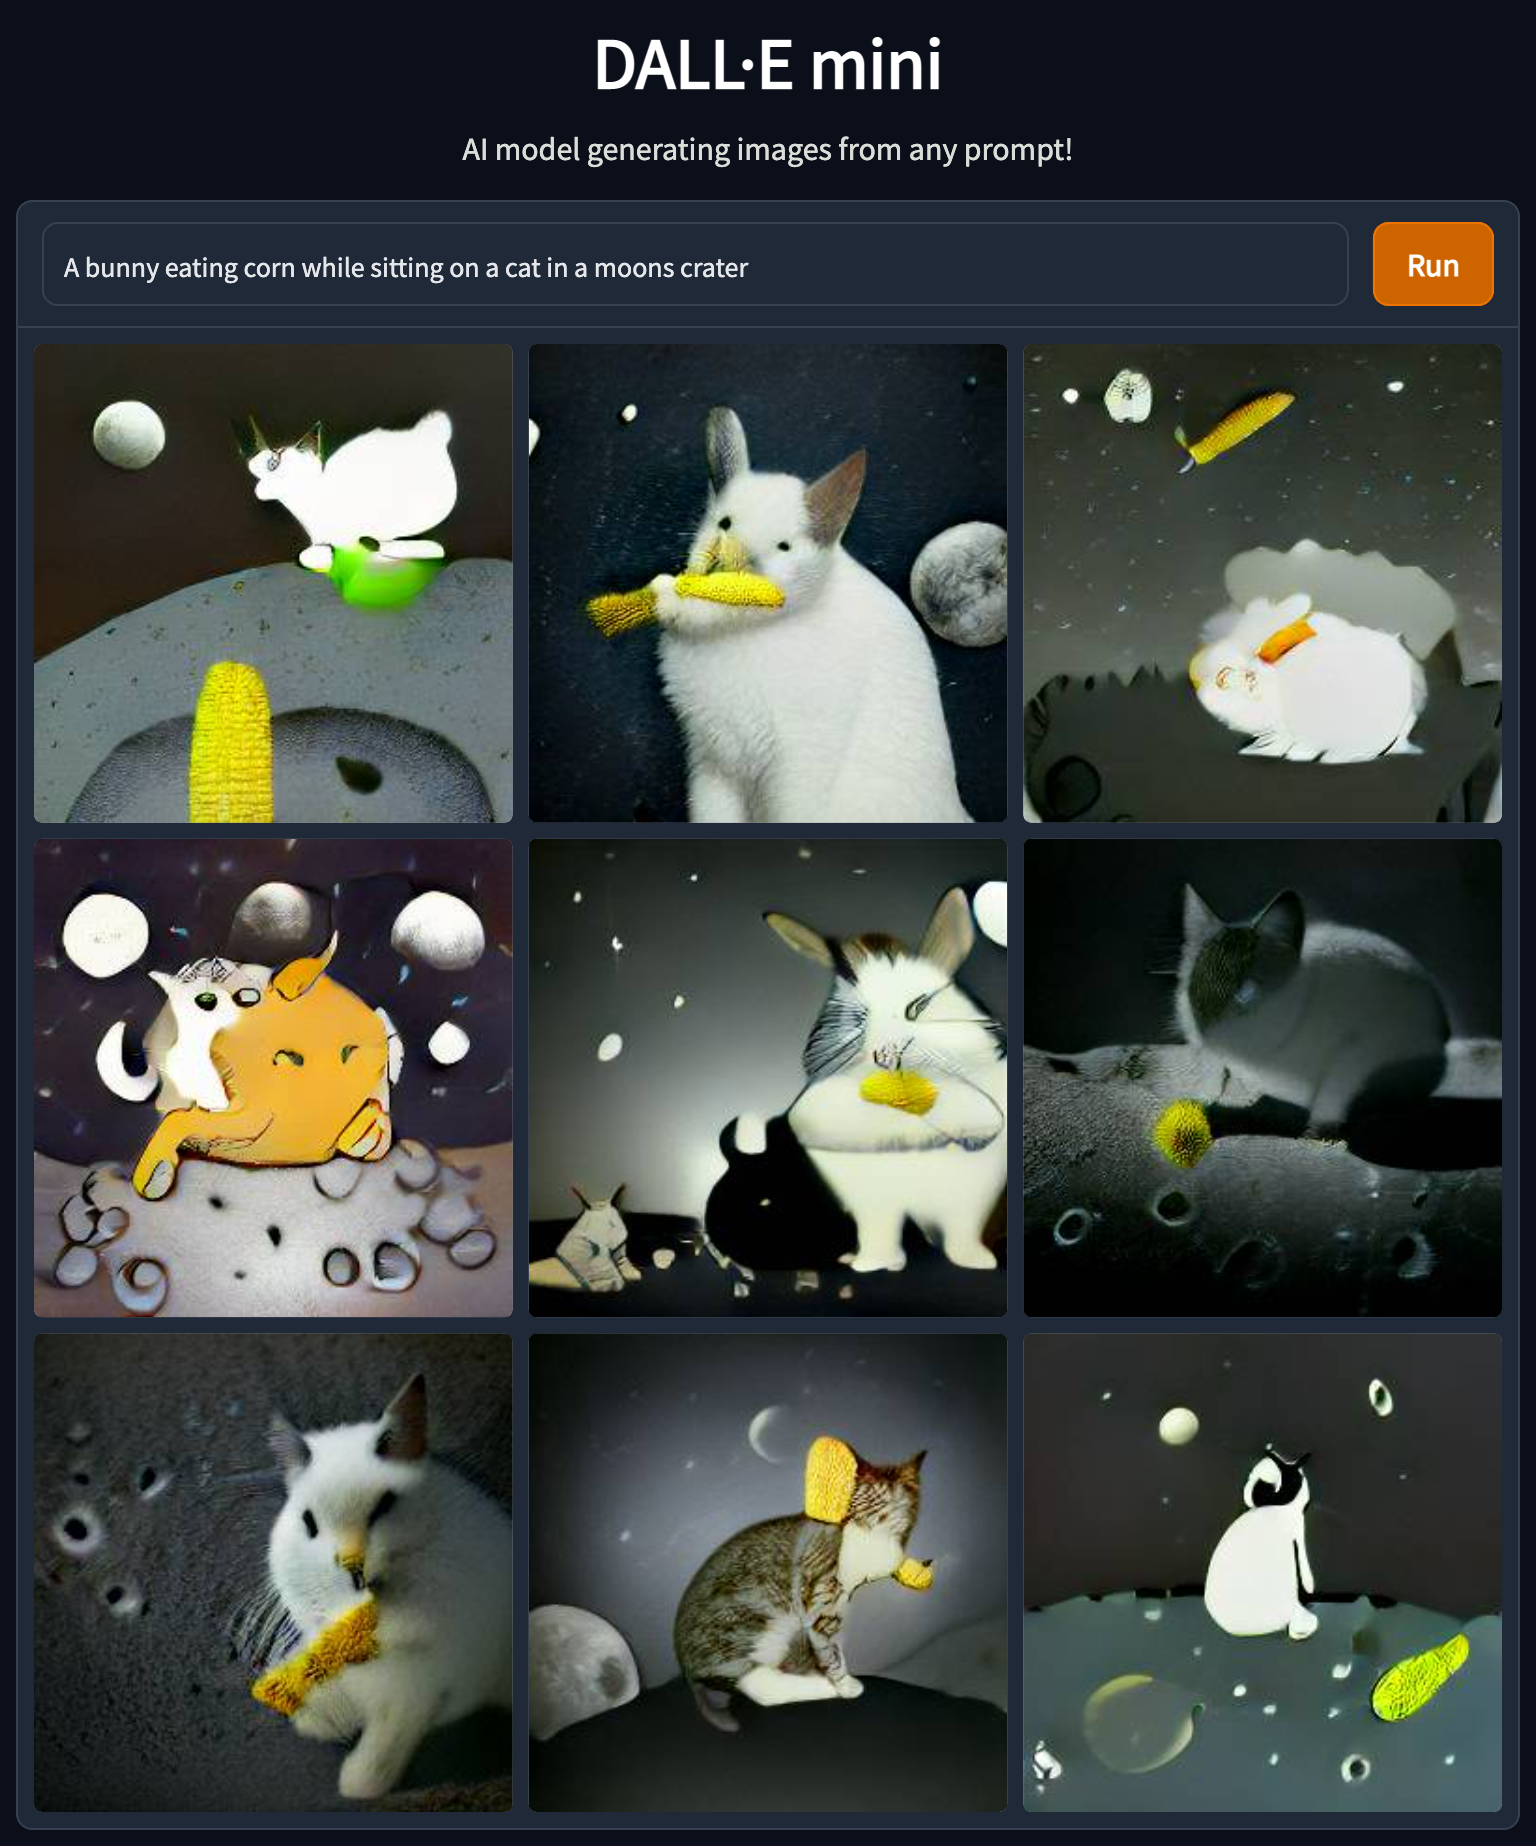 DALL·E mini
AI model generating images from any prompt!
A bunny eating corn while sitting on a cat in a moons crater
Run